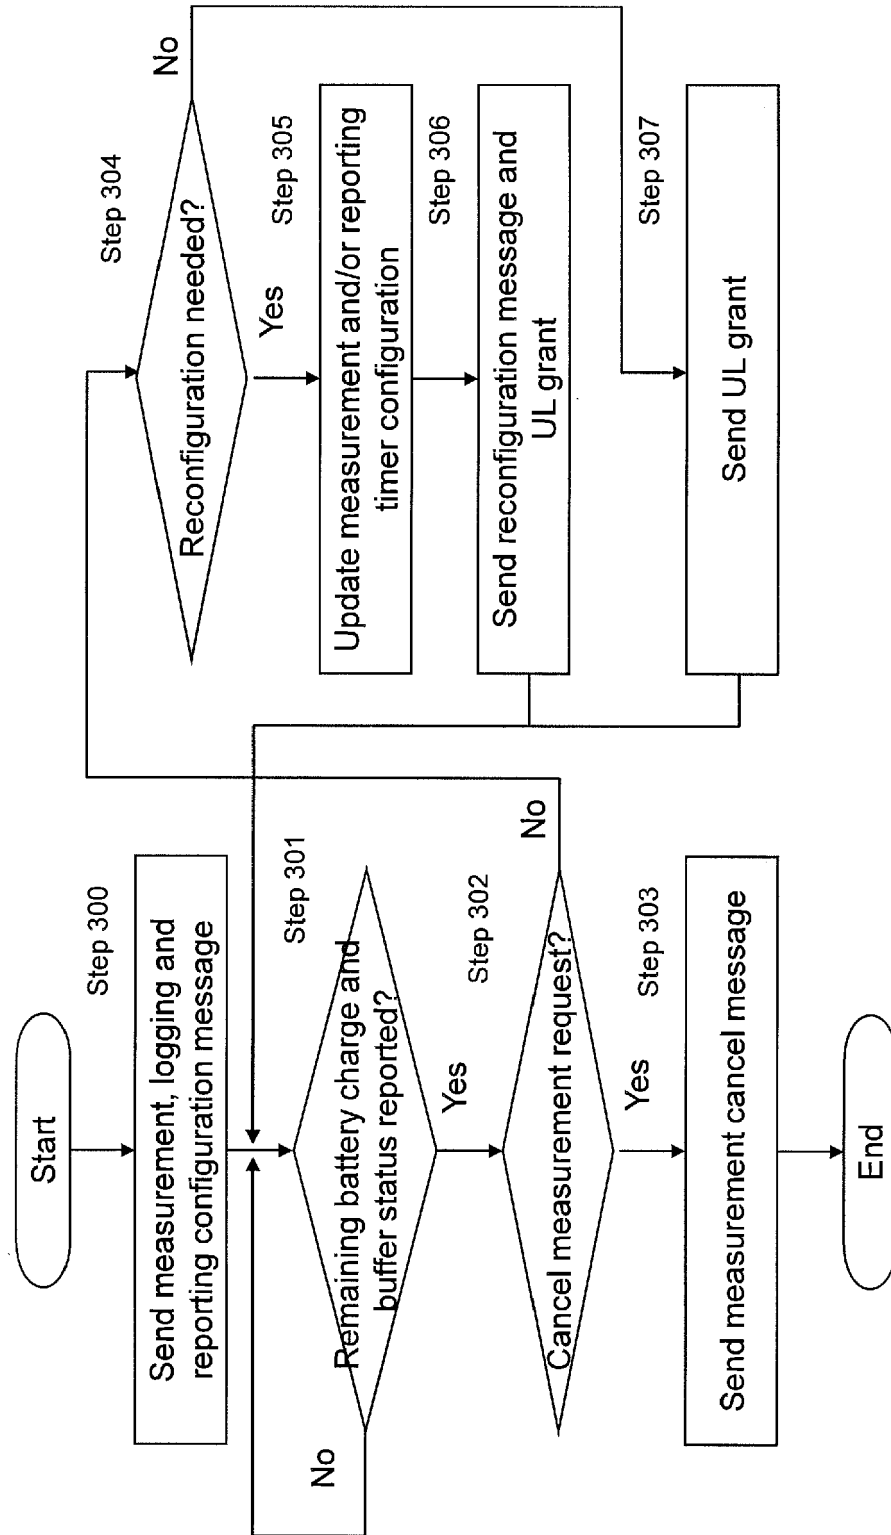 Start
Step 300
Send measurement, logging and
reporting configuration message
Step 301
Remaining battery charge and
buffer status reported?
No
Yes
Step 302
Cancel measurement request?
No
Yes
Step 303
Send measurement cancel message
End
Step 304
Reconfiguration needed?
No
Yes
Step 305
Update measurement and/or reporting
timer configuration
Step 306
Send reconfiguration message and
UL grant
Step 307
Send UL grant